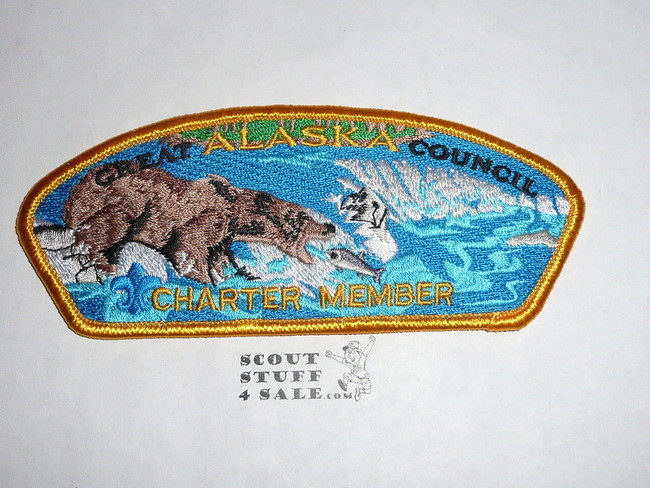 GREAT ALASKA COUNCIL
CHARTER MEMBER
SCOUT
STUFF
4 SALE.COM